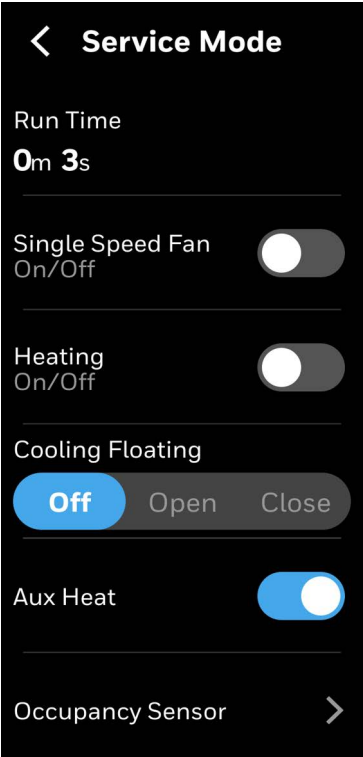 Service Mode
Run Time
0m 3s
Single Speed Fan
On/Off
Heating
On/Off
Cooling Floating
Off Open Close
Aux Heat
Occupancy Sensor